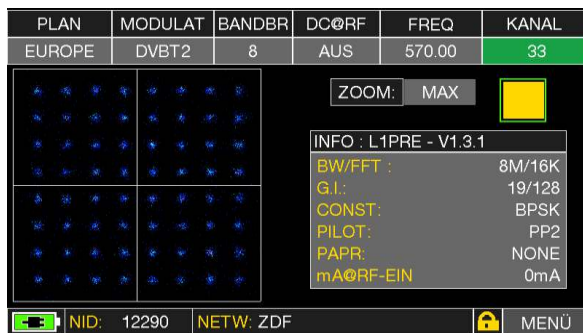 PLAN MODULAT BANDBR DC@RF FREQ KANAL
EUROPE DVBT2 8 AUS 570.00 33
ZOOM: MAX
INFO : L1PRE - V1.3.1
BW/FFT : 8M/16K
G.I.: 19/128
CONST: BPSK
PILOT: PP2
PAPR: NONE
mA@RF-EIN 0mA
NID: 12290 NETW: ZDF MENÜ